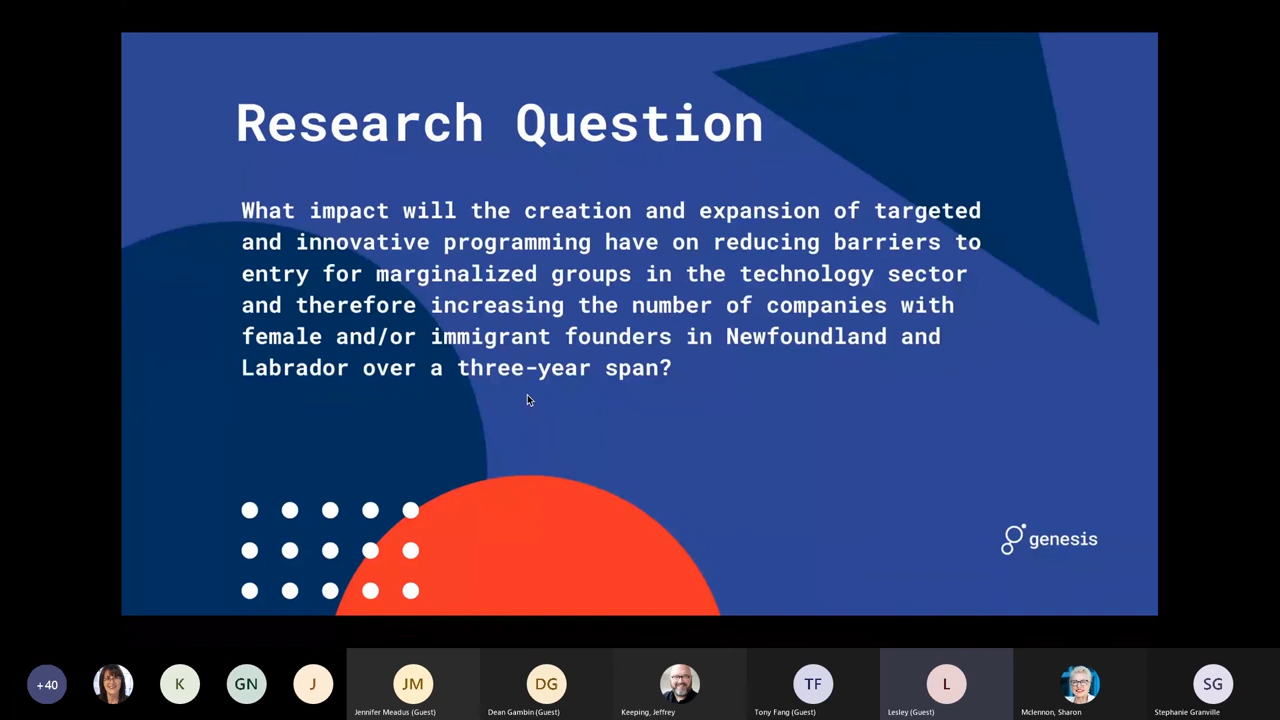 Research Question
What impact will the creation and expansion of targeted
and innovative programming have on reducing barriers to
entry for marginalized groups in the technology sector
and therefore increasing the number of companies with
female and/or immigrant founders in Newfoundland and
Labrador over a three-year span?
genesis
+40
K
GN
J
JM
DG
TF
L
SG
Jennifer Meadus (Guest)
Dean Gambin (Guest)
Keeping, Jeffrey
Tony Fang (Guest)
Lesley (Guest)
Mclennon, Sharon
Stephanie Granville